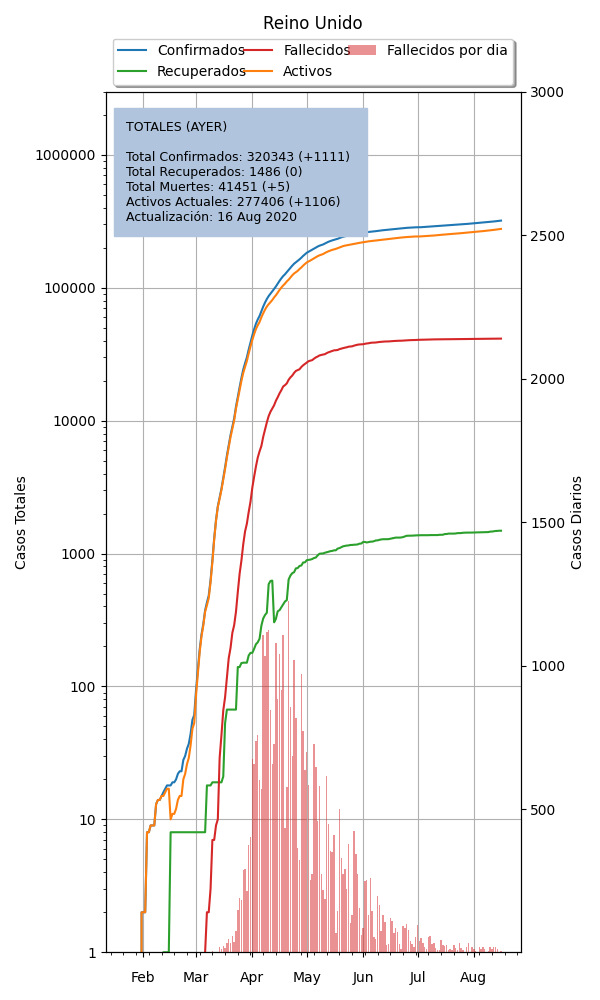 Reino Unido
Confirmados
Recuperados
Fallecidos
Activos
Fallecidos por dia
TOTALES (AYER)
Total Confirmados: 320343 (+1111)
Total Recuperados: 1486 (0)
Total Muertes: 41451 (+5)
Activos Actuales: 277406 (+1106)
Actualización: 16 Aug 2020
Casos Totales
1000000
100000
10000
1000
100
10
1
Feb Mar Apr May Jun Jul Aug
3000
2500
2000
1500
1000
500
Casos Diarios